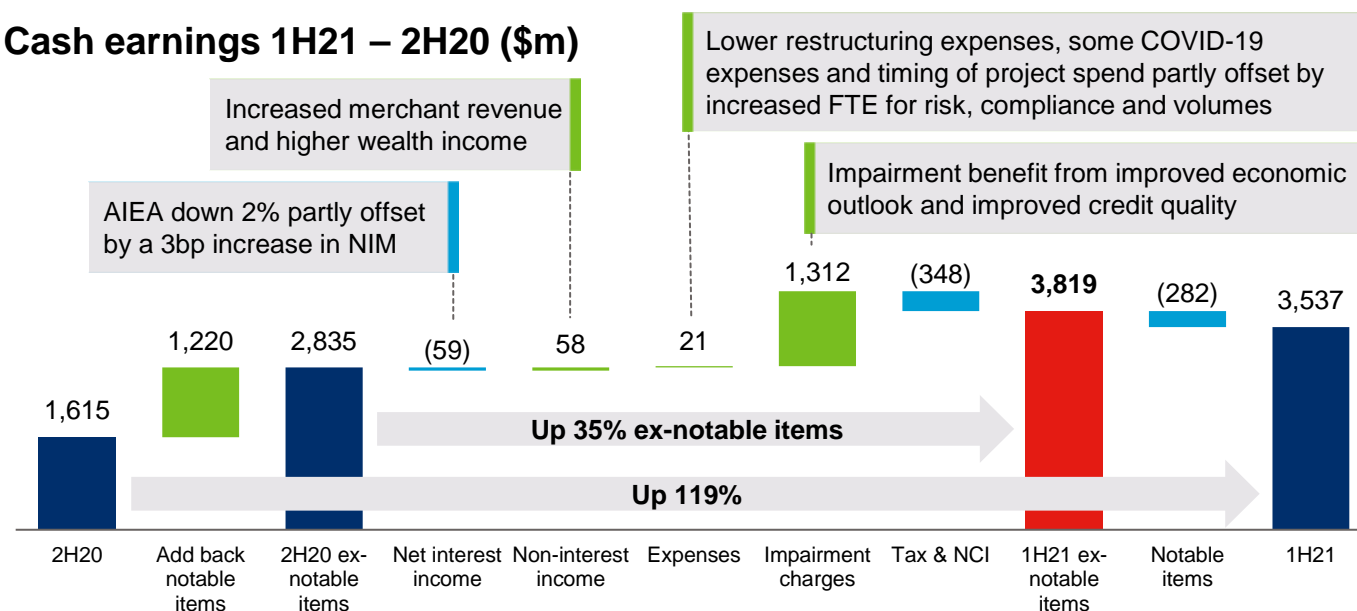 Cash earnings 1H21 – 2H20 ($m)
Lower restructuring expenses, some COVID-19
expenses and timing of project spend partly offset by
increased FTE for risk, compliance and volumes
Increased merchant revenue
and higher wealth income
Impairment benefit from improved economic
outlook and improved credit quality
AIEA down 2% partly offset
by a 3bp increase in NIM
1,615
1,220
2,835
(59)
58
21
1,312
(348)
3,819
(282)
3,537
Up 35% ex-notable items
Up 119%
2H20
Add back
notable
items
2H20 ex-
notable
items
Net interest
income
Non-interest
income
Expenses
Impairment
charges
Tax & NCI
1H21 ex-
notable
items
Notable
items
1H21